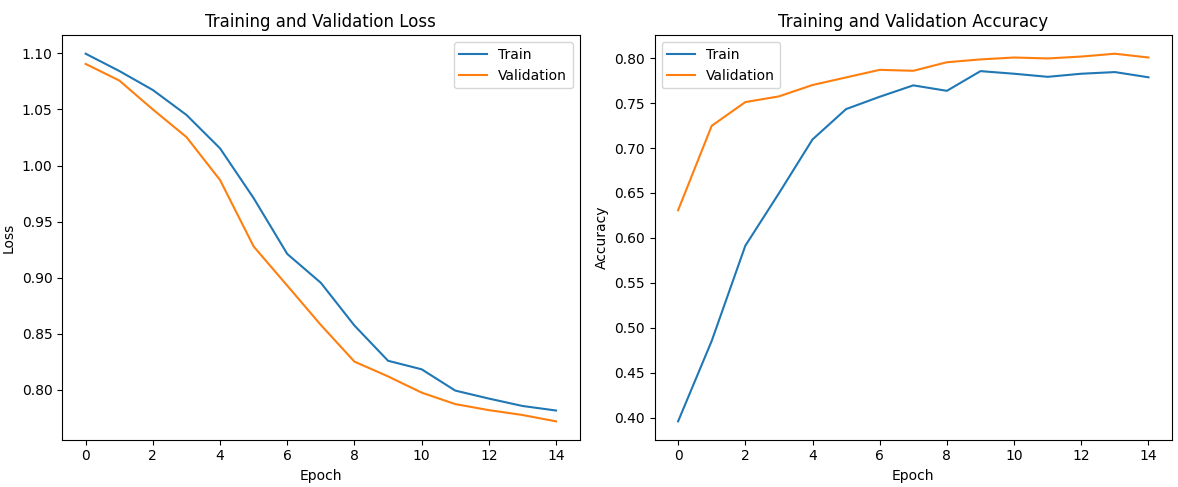 Training and Validation Loss
Train
Validation
1.10
1.05
1.00
0.95
0.90
0.85
0.80
Loss
0 2 4 6 8 10 12 14
Epoch
Training and Validation Accuracy
Train
Validation
0.80
0.75
0.70
0.65
0.60
0.55
0.50
0.45
0.40
Accuracy
0 2 4 6 8 10 12 14
Epoch